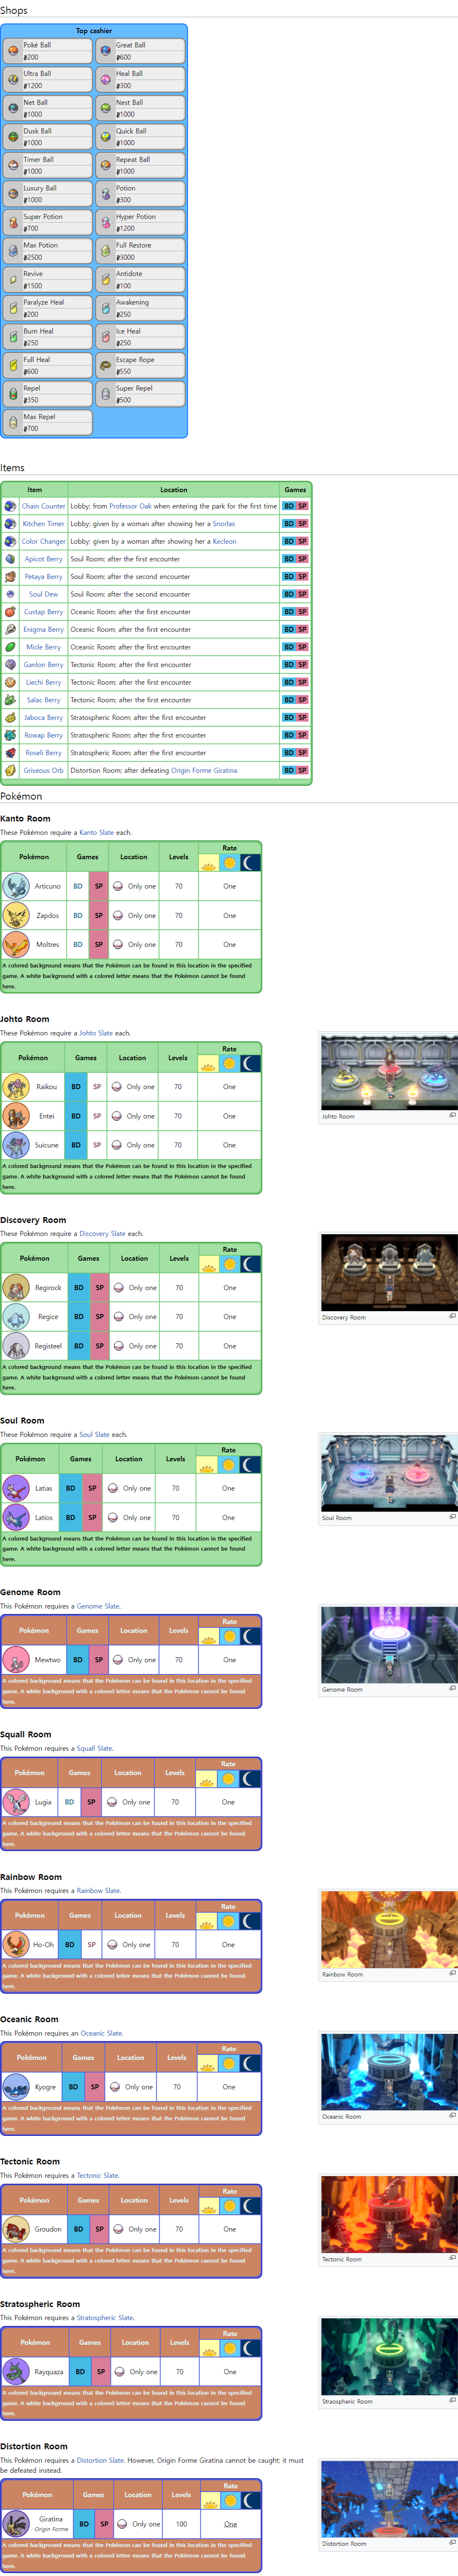 Shops
Top cashier
Poké Ball
₽200
Great Ball
₽600
Ultra Ball
₽1200
Heal Ball
₽300
Net Ball
₽1000
Nest Ball
₽1000
Dusk Ball
₽1000
Quick Ball
₽1000
Timer Ball
₽1000
Repeat Ball
₽1000
Luxury Ball
₽1000
Potion
₽300
Super Potion
₽700
Hyper Potion
₽1200
Max Potion
₽2500
Full Restore
₽3000
Revive
₽1500
Antidote
₽100
Paralyze Heal
₽200
Awakening
₽250
Burn Heal
₽250
Ice Heal
₽250
Full Heal
₽600
Escape Rope
₽550
Repel
₽350
Super Repel
₽500
Max Repel
₽700
Items
Item Location Games
Chain Counter Lobby; from Professor Oak when entering the park for the first time BD SP
Kitchen Timer Lobby; given by a woman after showing her a Snorlax BD SP
Color Changer Lobby; given by a woman after showing her a Kecleon BD SP
Apicot Berry Soul Room; after the first encounter BD SP
Petaya Berry Soul Room; after the second encounter BD SP
Soul Dew Soul Room; after the second encounter BD SP
Custap Berry Oceanic Room; after the first encounter BD SP
Enigma Berry Oceanic Room; after the first encounter BD SP
Micle Berry Oceanic Room; after the first encounter BD SP
Ganlon Berry Tectonic Room; after the first encounter BD SP
Liechi Berry Tectonic Room; after the first encounter BD SP
Salac Berry Tectonic Room; after the first encounter BD SP
Jaboca Berry Stratospheric Room; after the first encounter BD SP
Rowap Berry Stratospheric Room; after the first encounter BD SP
Roseli Berry Stratospheric Room; after the first encounter BD SP
Griseous Orb Distortion Room; after defeating Origin Forme Giratina BD SP
Pokémon
Kanto Room
These Pokémon require a Kanto Slate each.
Pokémon Games Location Levels Rate
Articuno BD SP Only one 70 One
Zapdos BD SP Only one 70 One
Moltres BD SP Only one 70 One
A colored background means that the Pokémon can be found in this location in the specified
game. A white background with a colored letter means that the Pokémon cannot be found
here.
Johto Room
These Pokémon require a Johto Slate each.
Pokémon Games Location Levels Rate
Raikou BD SP Only one 70 One
Entei BD SP Only one 70 One
Suicune BD SP Only one 70 One
A colored background means that the Pokémon can be found in this location in the specified
game. A white background with a colored letter means that the Pokémon cannot be found
here.
Johto Room
Discovery Room
These Pokémon require a Discovery Slate each.
Pokémon Games Location Levels Rate
Regirock BD SP Only one 70 One
Regice BD SP Only one 70 One
Registeel BD SP Only one 70 One
A colored background means that the Pokémon can be found in this location in the specified
game. A white background with a colored letter means that the Pokémon cannot be found
here.
Discovery Room
Soul Room
These Pokémon require a Soul Slate each.
Pokémon Games Location Levels Rate
Latias BD SP Only one 70 One
Latios BD SP Only one 70 One
A colored background means that the Pokémon can be found in this location in the specified
game. A white background with a colored letter means that the Pokémon cannot be found
here.
Soul Room
Genome Room
This Pokémon requires a Genome Slate.
Pokémon Games Location Levels Rate
Mewtwo BD SP Only one 70 One
A colored background means that the Pokémon can be found in this location in the specified
game. A white background with a colored letter means that the Pokémon cannot be found
here.
Genome Room
Squall Room
This Pokémon requires a Squall Slate.
Pokémon Games Location Levels Rate
Lugia BD SP Only one 70 One
A colored background means that the Pokémon can be found in this location in the specified
game. A white background with a colored letter means that the Pokémon cannot be found
here.
Rainbow Room
This Pokémon requires a Rainbow Slate.
Pokémon Games Location Levels Rate
Ho-Oh BD SP Only one 70 One
A colored background means that the Pokémon can be found in this location in the specified
game. A white background with a colored letter means that the Pokémon cannot be found
here.
Rainbow Room
Oceanic Room
This Pokémon requires an Oceanic Slate.
Pokémon Games Location Levels Rate
Kyogre BD SP Only one 70 One
A colored background means that the Pokémon can be found in this location in the specified
game. A white background with a colored letter means that the Pokémon cannot be found
here.
Oceanic Room
Tectonic Room
This Pokémon requires a Tectonic Slate.
Pokémon Games Location Levels Rate
Groudon BD SP Only one 70 One
A colored background means that the Pokémon can be found in this location in the specified
game. A white background with a colored letter means that the Pokémon cannot be found
here.
Tectonic Room
Stratospheric Room
This Pokémon requires a Stratospheric Slate.
Pokémon Games Location Levels Rate
Rayquaza BD SP Only one 70 One
A colored background means that the Pokémon can be found in this location in the specified
game. A white background with a colored letter means that the Pokémon cannot be found
here.
Straospheric Room
Distortion Room
This Pokémon requires a Distortion Slate. However, Origin Forme Giratina cannot be caught; it must
be defeated instead.
Pokémon Games Location Levels Rate
Giratina
Origin Forme BD SP Only one 100 One
A colored background means that the Pokémon can be found in this location in the specified
game. A white background with a colored letter means that the Pokémon cannot be found
here.
Distortion Room